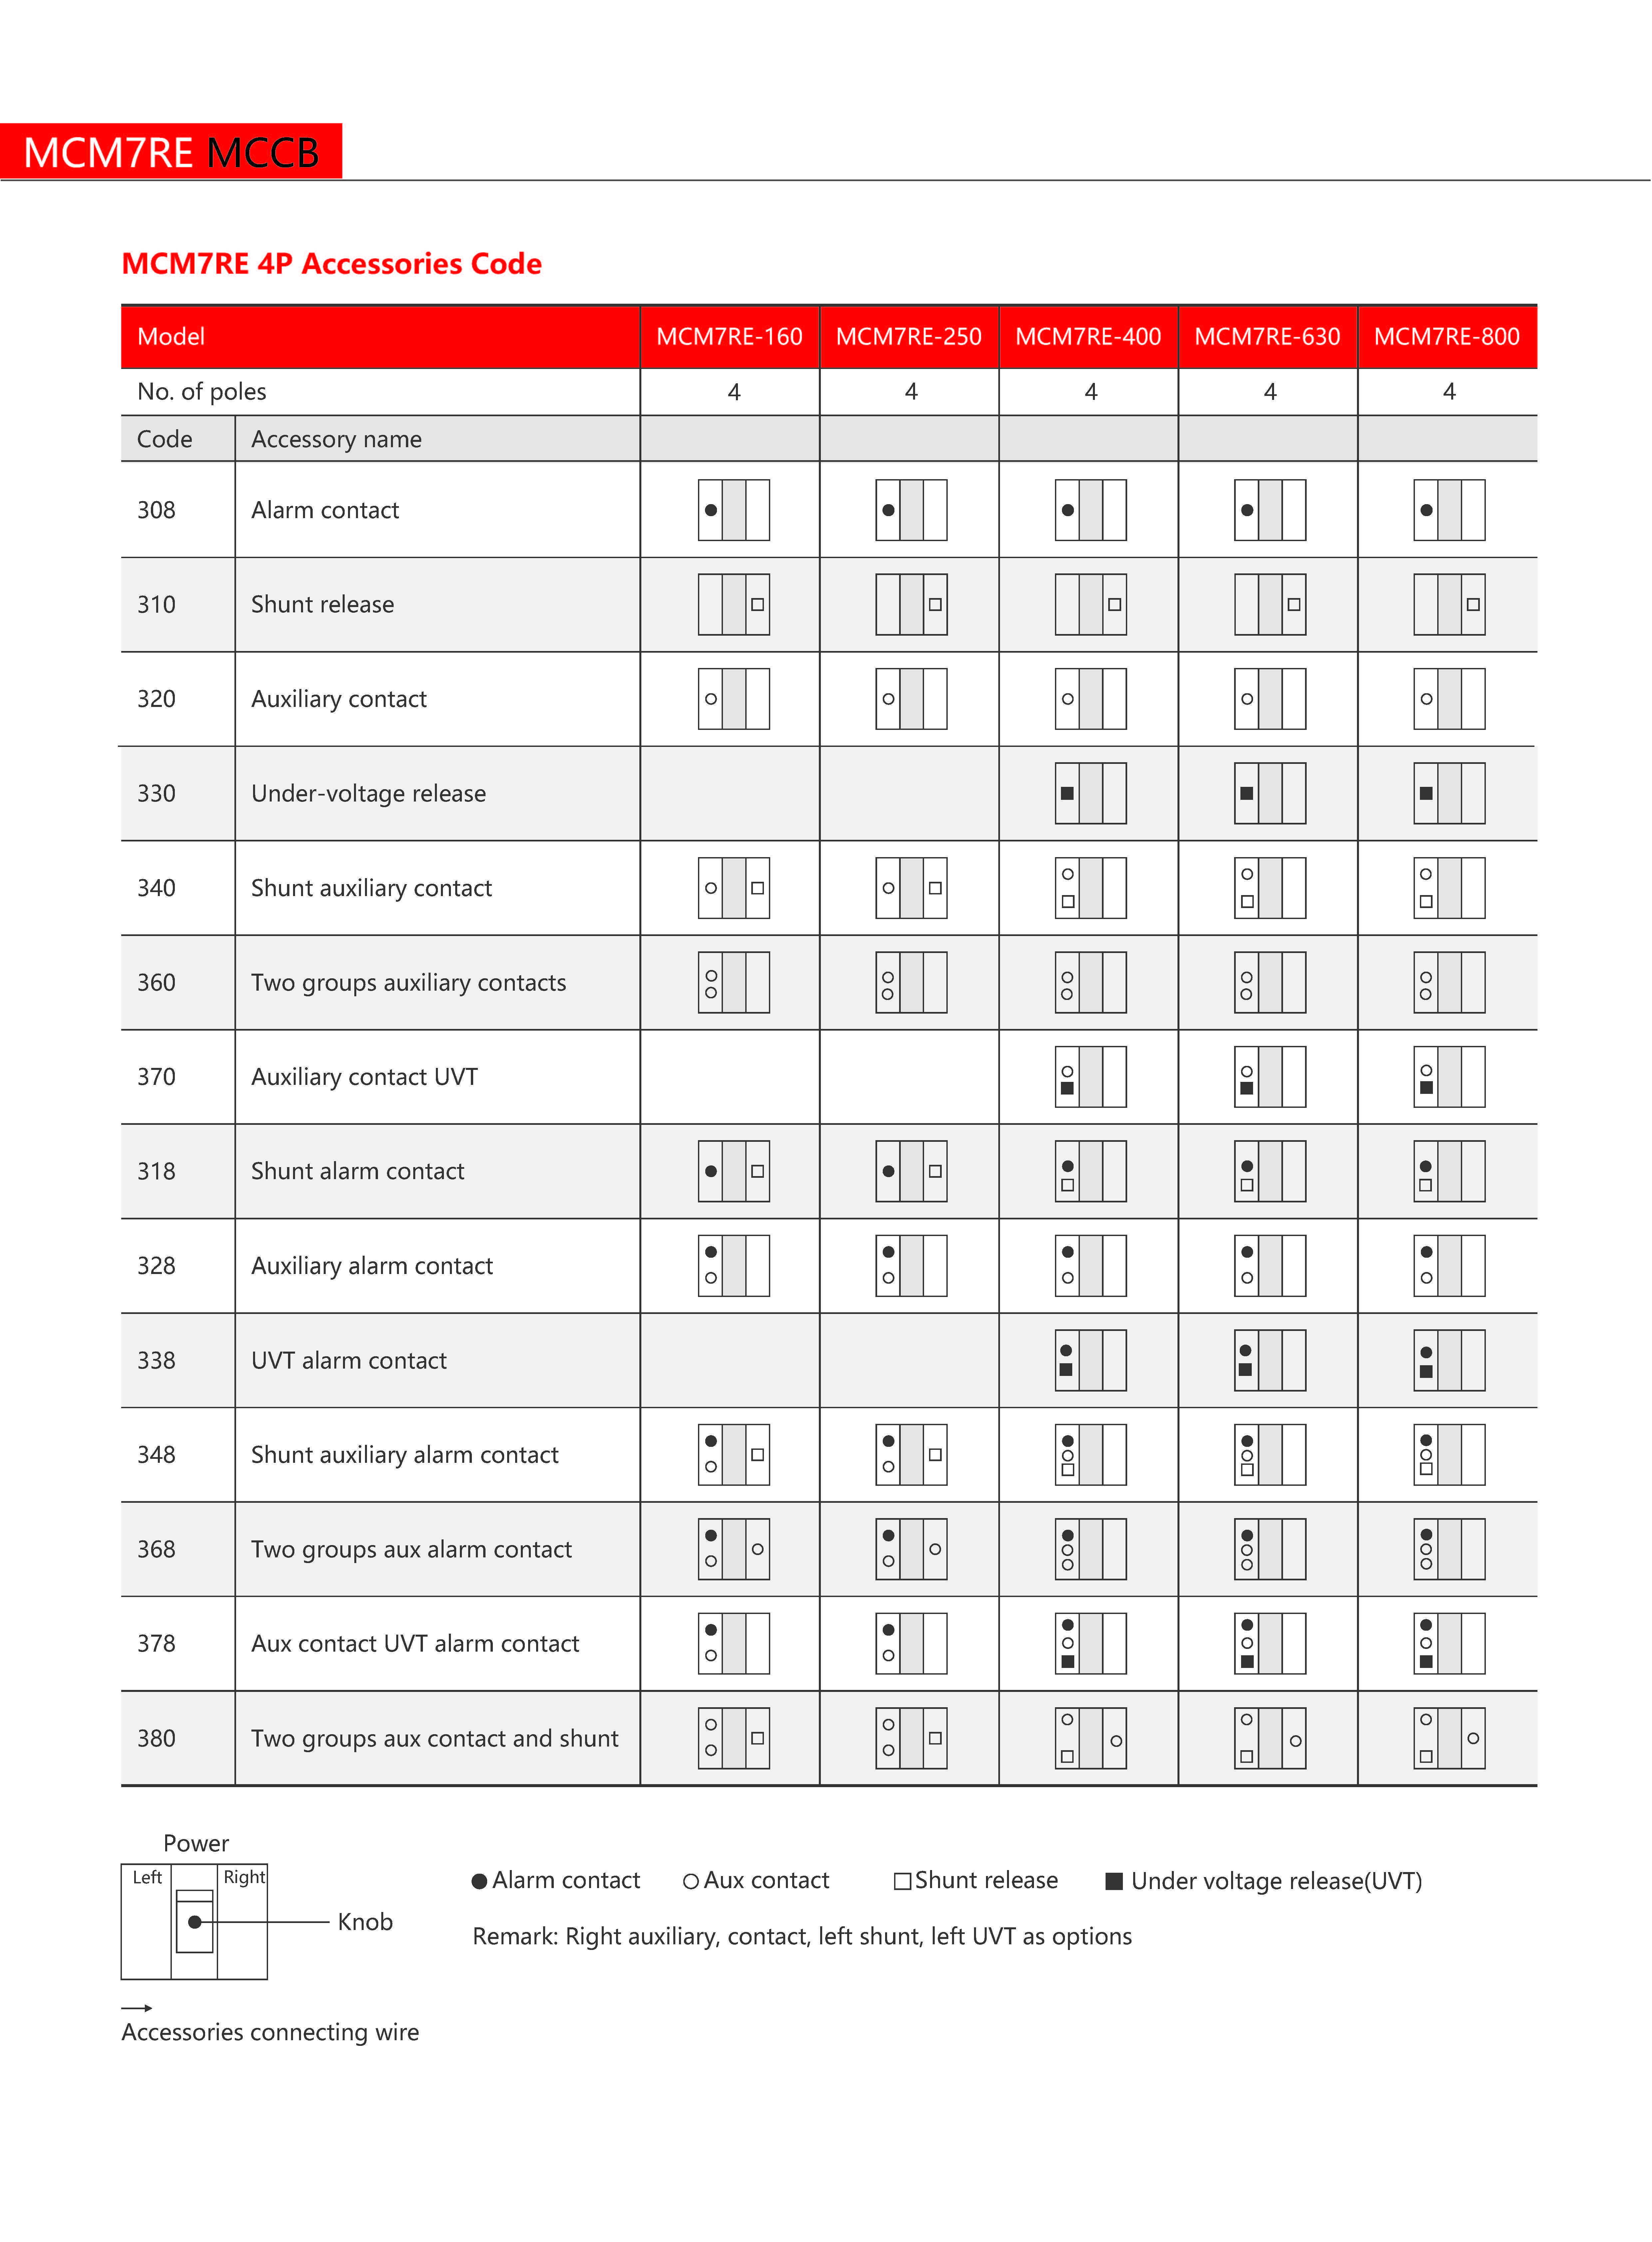 MCM7RE MCCB
MCM7RE 4P Accessories Code
Model MCM7RE-160 MCM7RE-250 MCM7RE-400 MCM7RE-630 MCM7RE-800
No. of poles 4 4 4 4 4
Code Accessory name
308 Alarm contact
310 Shunt release
320 Auxiliary contact
330 Under-voltage release
340 Shunt auxiliary contact
360 Two groups auxiliary contacts
370 Auxiliary contact UVT
318 Shunt alarm contact
328 Auxiliary alarm contact
338 UVT alarm contact
348 Shunt auxiliary alarm contact
368 Two groups aux alarm contact
378 Aux contact UVT alarm contact
380 Two groups aux contact and shunt
Power
Left Right
Knob
Accessories connecting wire
Alarm contact Aux contact Shunt release Under voltage release(UVT)
Remark: Right auxiliary, contact, left shunt, left UVT as options